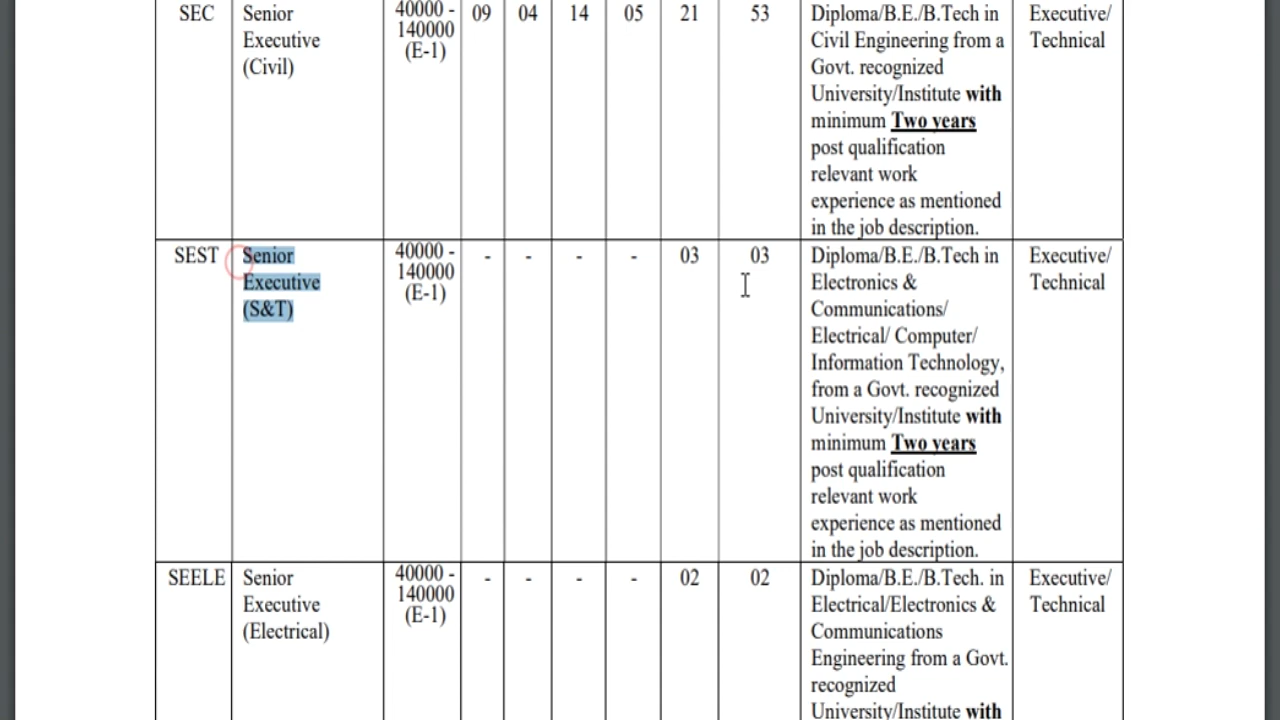 SEC Senior Executive (Civil) 40000 - 140000 (E-1) 09 04 14 05 21 53 Diploma/B.E./B.Tech in Executive/
Civil Engineering from a Technical
Govt. recognized
University/Institute with
minimum Two years
post qualification
relevant work
experience as mentioned
in the job description.
SEST Senior Executive (S&T) 40000 - 140000 (E-1) - - - - 03 03 Diploma/B.E./B.Tech in Executive/
Electronics & Technical
Communications/
Electrical/ Computer/
Information Technology,
from a Govt. recognized
University/Institute with
minimum Two years
post qualification
relevant work
experience as mentioned
in the job description.
SEELE Senior Executive (Electrical) 40000 - 140000 (E-1) - - - - 02 02 Diploma/B.E./B.Tech. in Executive/
Electrical/Electronics & Technical
Communications
Engineering from a Govt.
recognized
University/Institute with